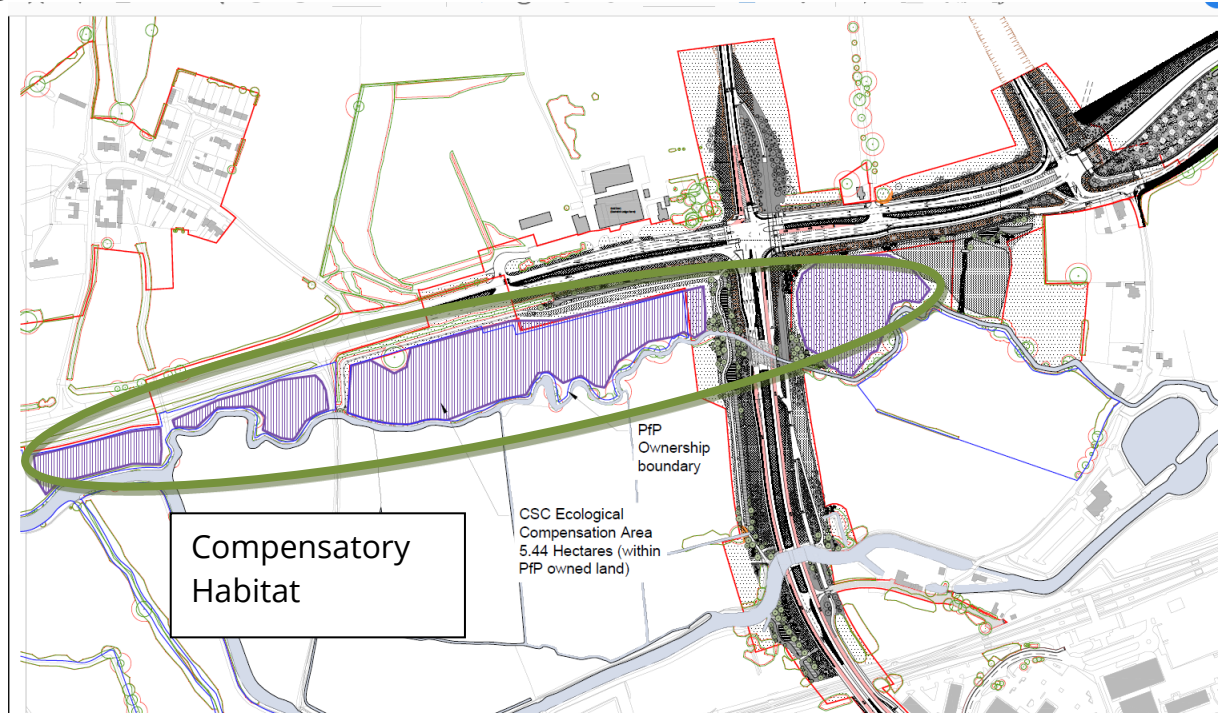 PfP
Ownership
boundary
CSC Ecological
Compensation Area
5.44 Hectares (within
PfP owned land)
Compensatory
Habitat